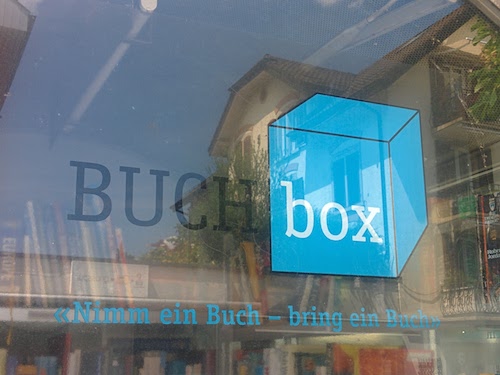 BUCH box
«Nimm ein Buch – bring ein Buch»